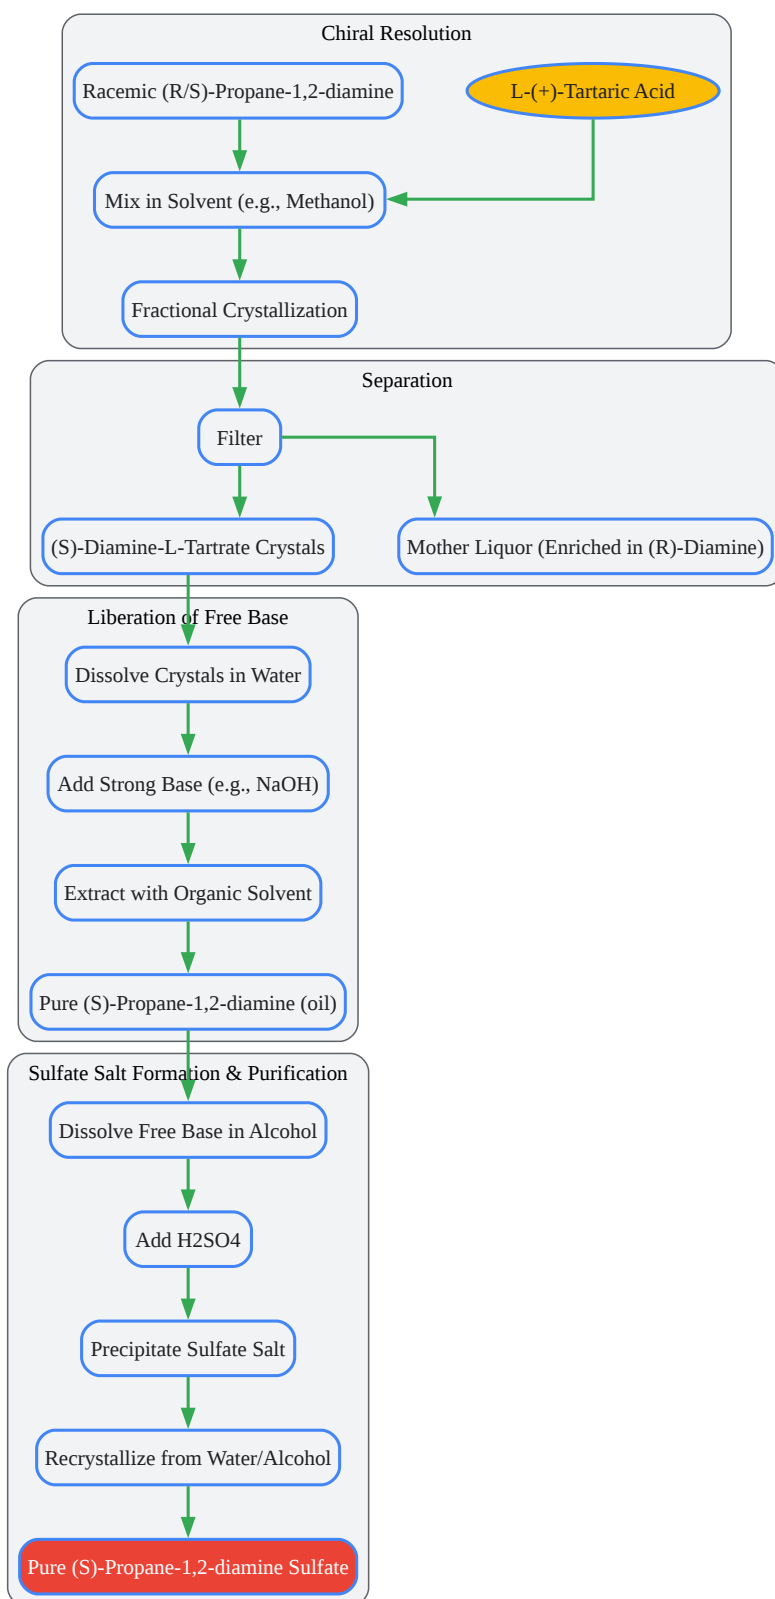 Chiral Resolution
Racemic (R/S)-Propane-1,2-diamine
L-(+)-Tartaric Acid
Mix in Solvent (e.g., Methanol)
Fractional Crystallization
Separation
Filter
(S)-Diamine-L-Tartrate Crystals
Mother Liquor (Enriched in (R)-Diamine)
Liberation of Free Base
Dissolve Crystals in Water
Add Strong Base (e.g., NaOH)
Extract with Organic Solvent
Pure (S)-Propane-1,2-diamine (oil)
Sulfate Salt Formation & Purification
Dissolve Free Base in Alcohol
Add H2SO4
Precipitate Sulfate Salt
Recrystallize from Water/Alcohol
Pure (S)-Propane-1,2-diamine Sulfate